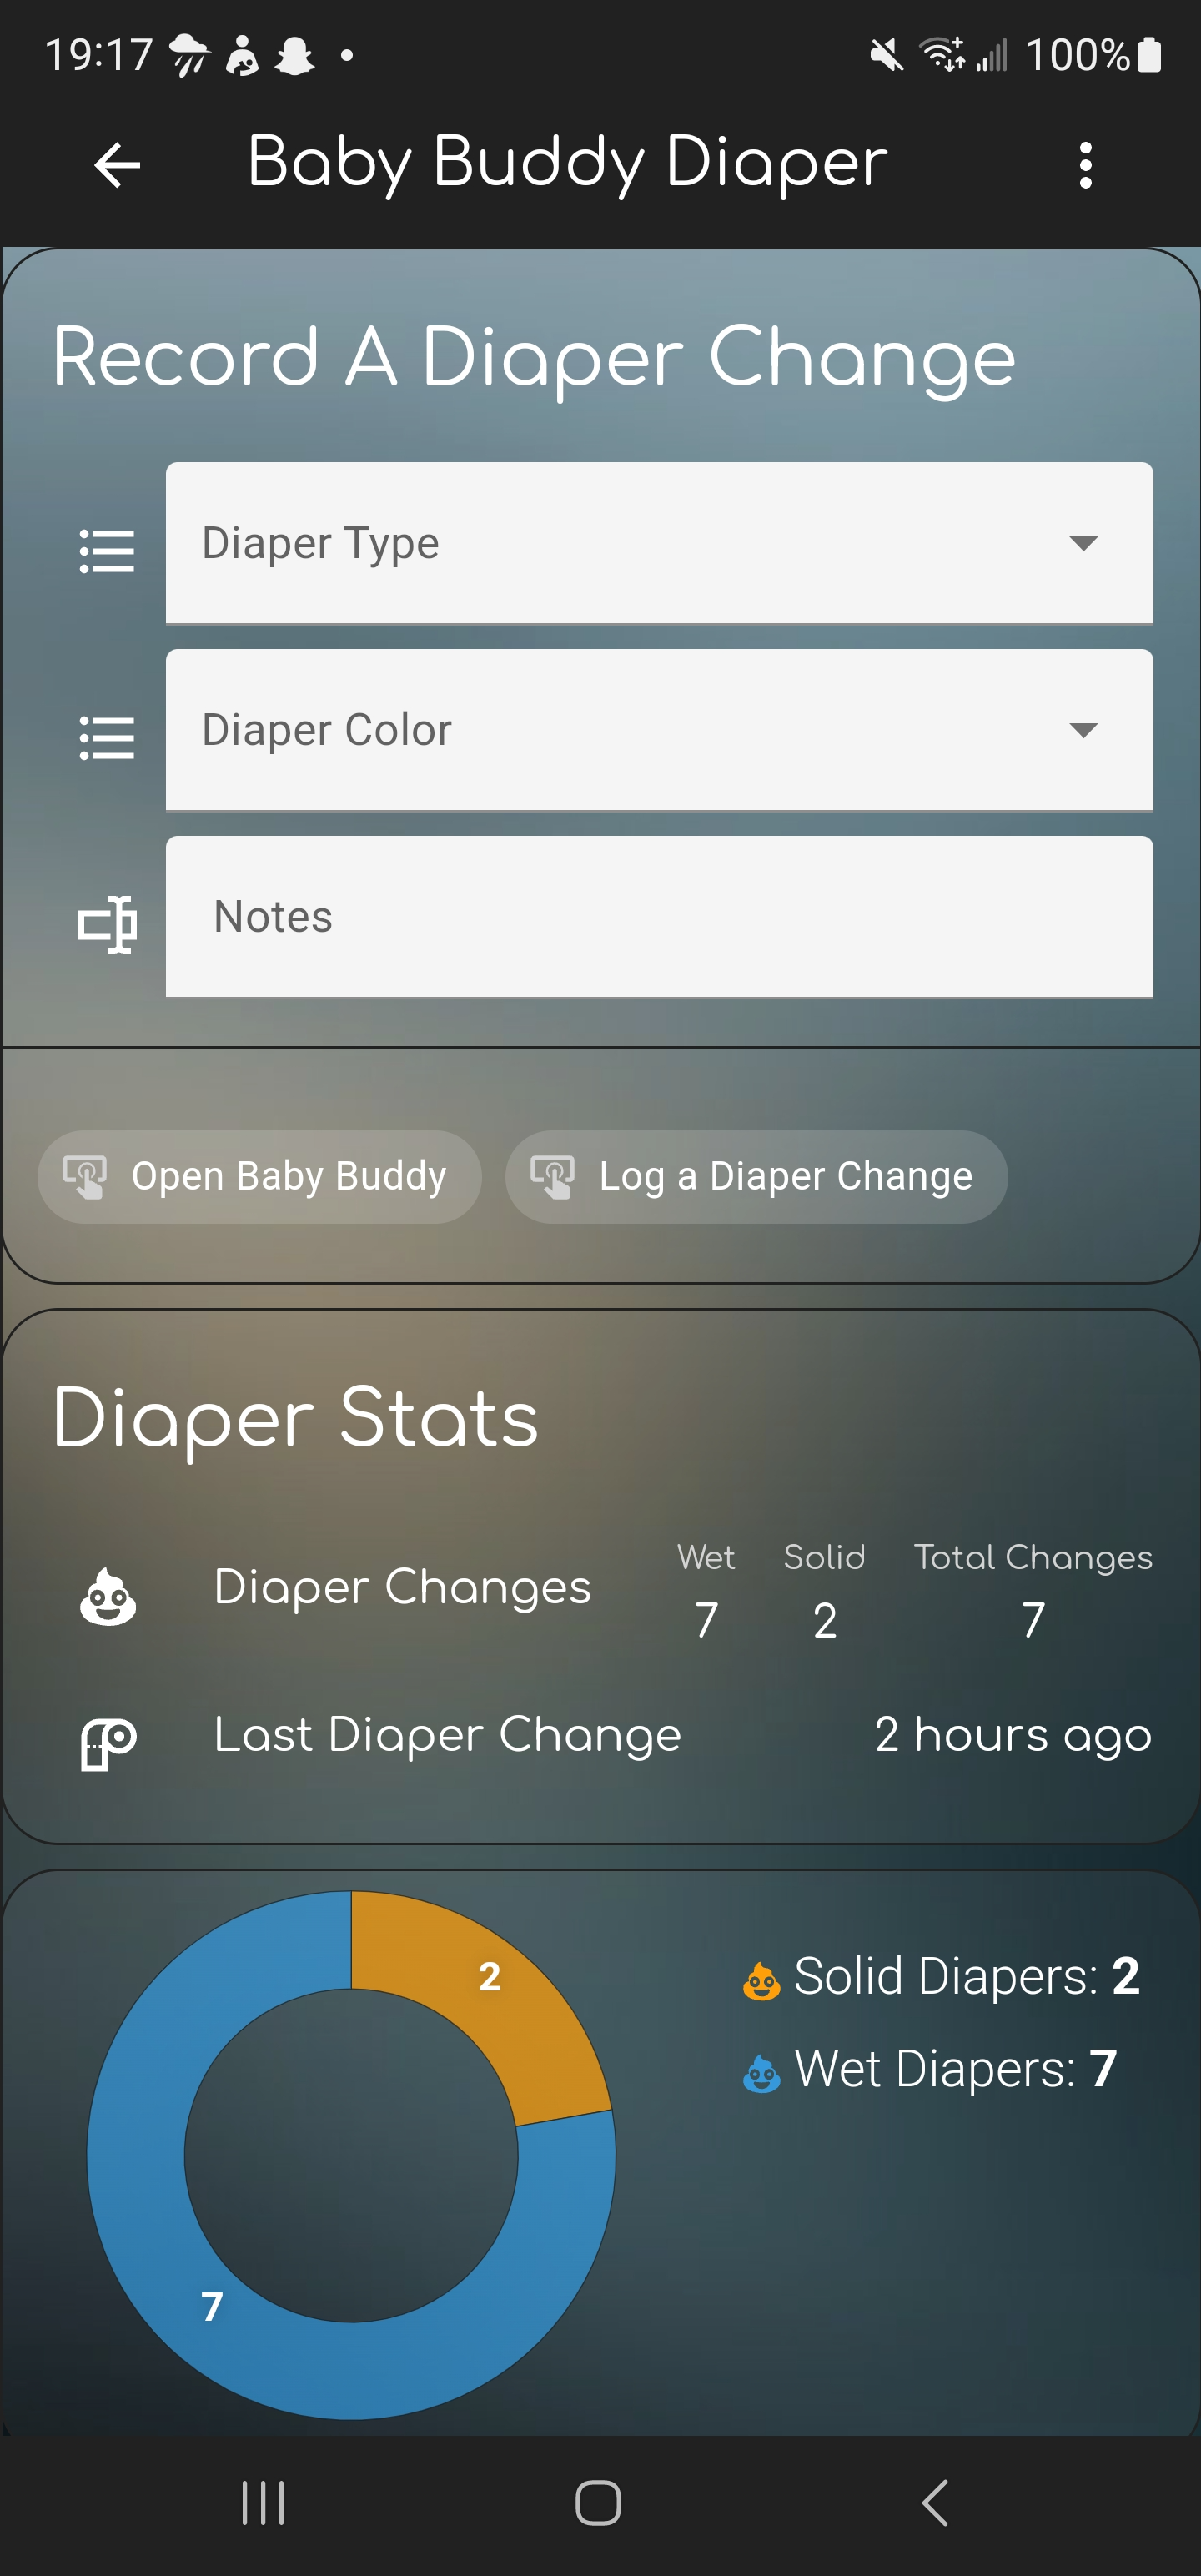 19:17 100%
Baby Buddy Diaper
Record A Diaper Change
Diaper Type
Diaper Color
Notes
Open Baby Buddy Log a Diaper Change
Diaper Stats
Wet Solid Total Changes
Diaper Changes 7 2 7
Last Diaper Change 2 hours ago
2 Solid Diapers: 2
Wet Diapers: 7
7